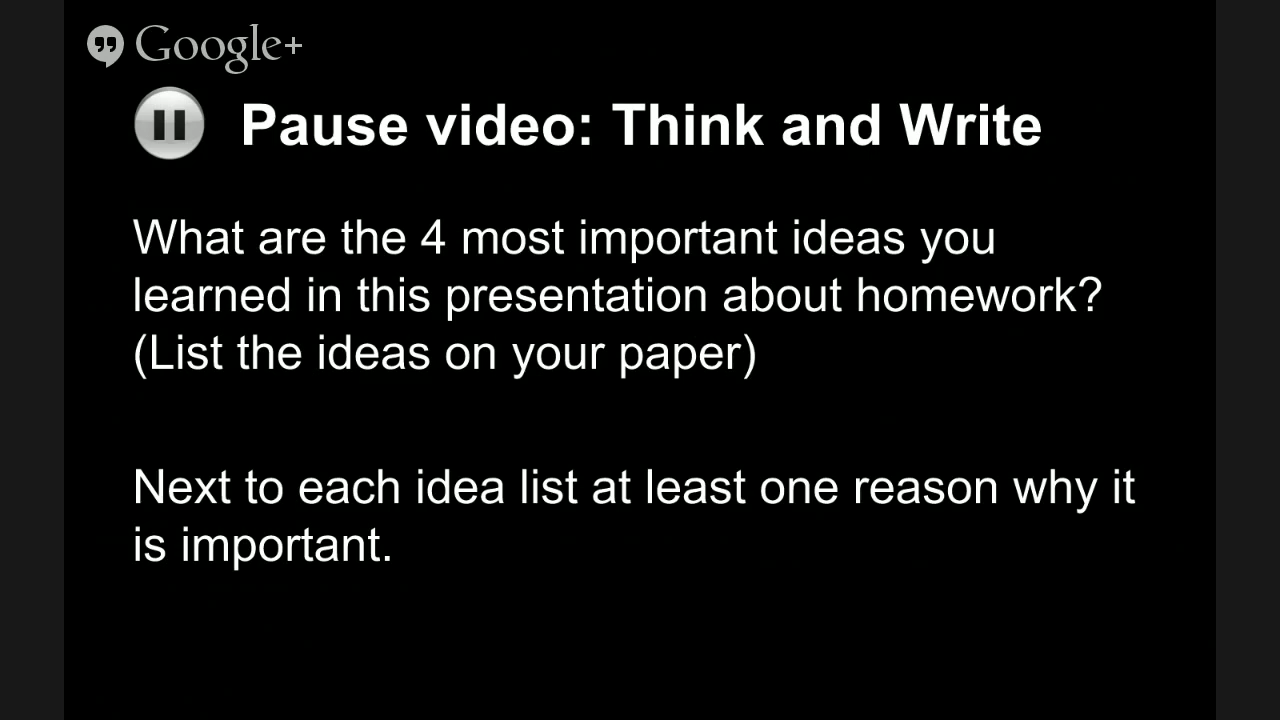 Google+
Pause video: Think and Write
What are the 4 most important ideas you
learned in this presentation about homework?
(List the ideas on your paper)
Next to each idea list at least one reason why it
is important.